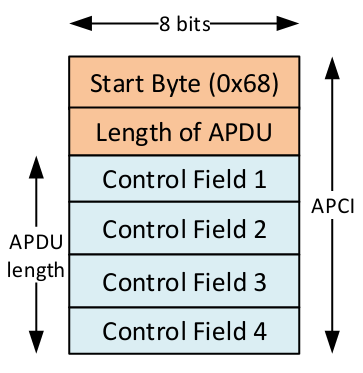 8 bits
Start Byte (0x68)
Length of APDU
Control Field 1
Control Field 2
Control Field 3
Control Field 4
APDU
length
APCI